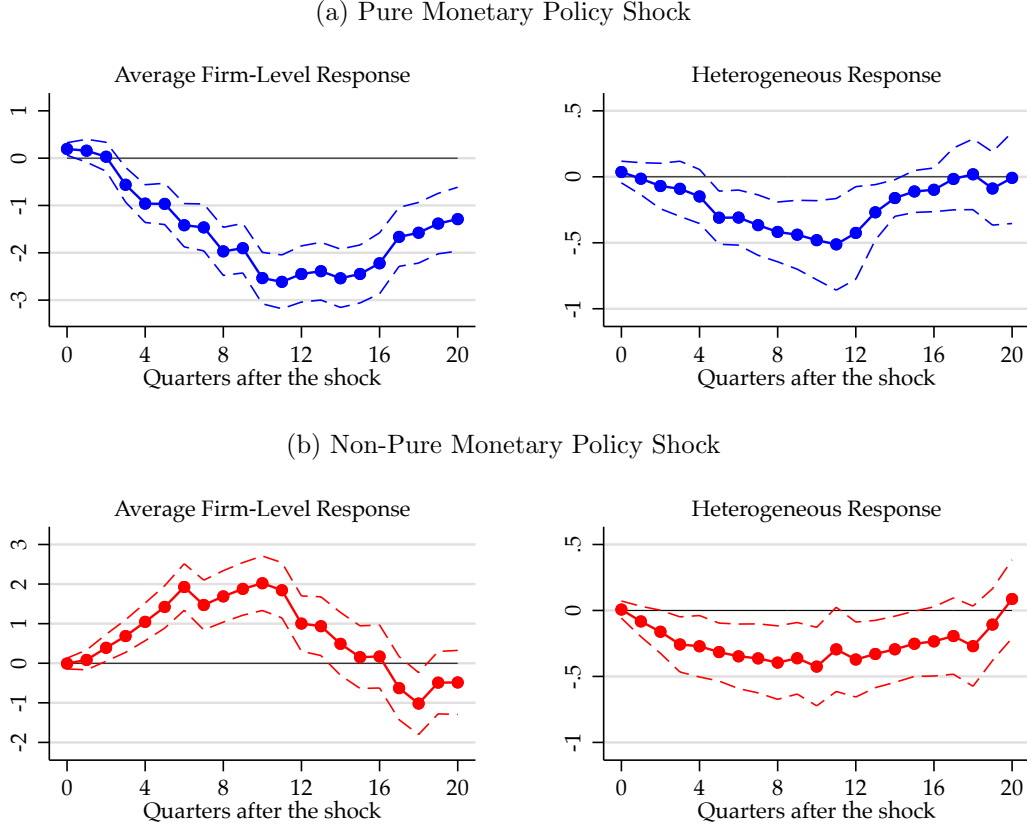 (a) Pure Monetary Policy Shock
Average Firm-Level Response
1
0
-1
-2
-3
0 4 8 12 16 20
Quarters after the shock
Heterogeneous Response
.5
0
-.5
-1
0 4 8 12 16 20
Quarters after the shock
(b) Non-Pure Monetary Policy Shock
Average Firm-Level Response
3
2
1
0
-1
-2
0 4 8 12 16 20
Quarters after the shock
Heterogeneous Response
.5
0
-.5
-1
0 4 8 12 16 20
Quarters after the shock